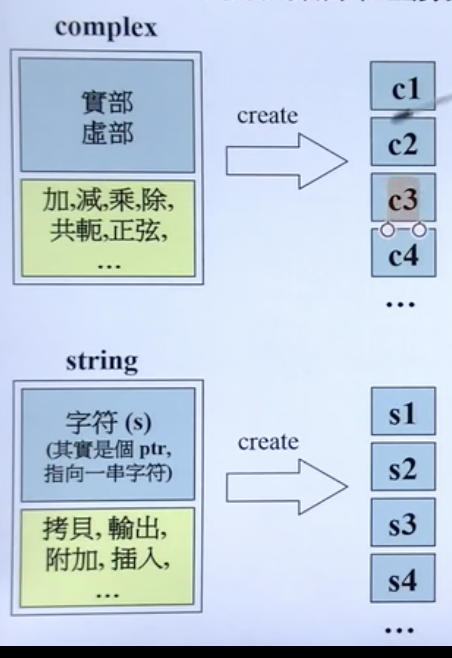 complex
實部
虛部
加,減,乘,除,
共軛,正弦,
...
create
c1
c2
c3
c4
...
string
字符 (s)
(其實是個 ptr,
指向一串字符)
拷貝, 輸出,
附加, 插入,
...
create
s1
s2
s3
s4
...